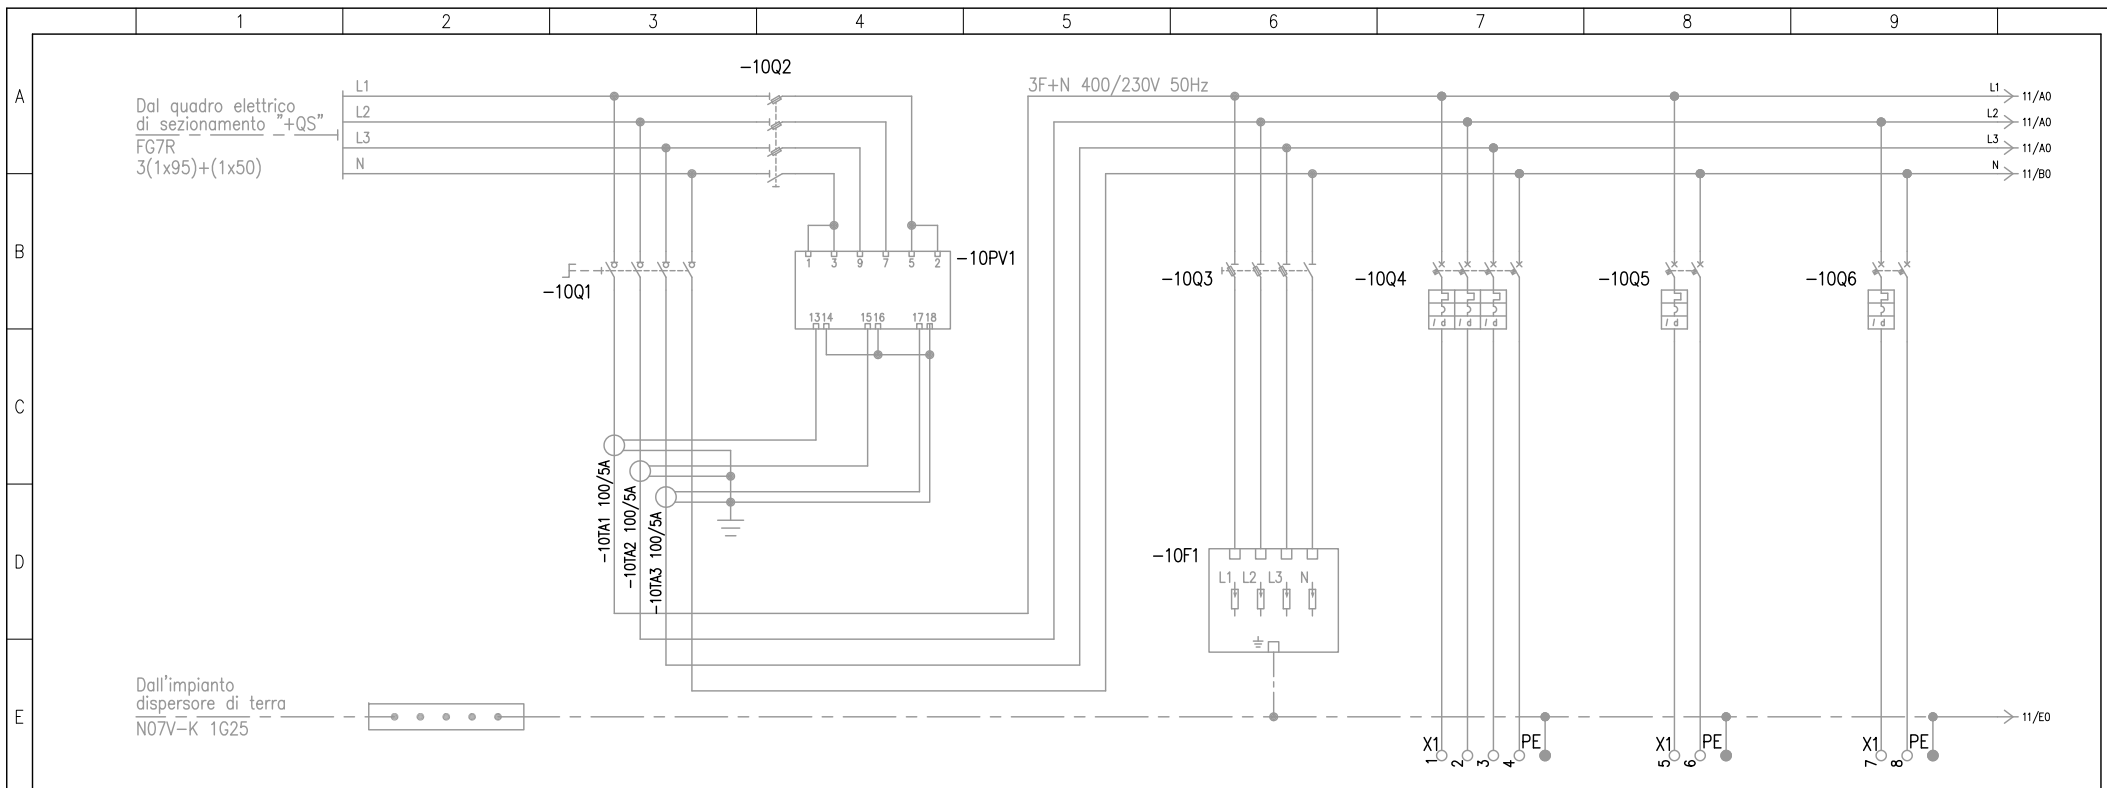 1 2 3 4 5 6 7 8 9
A
B
C
D
E
Dal quadro elettrico
di sezionamento "+QS"
FG7R
3(1x95)+(1x50)
L1
L2
L3
N
-10Q2
3F+N 400/230V 50Hz
L1 11/A0
L2 11/A0
L3 11/A0
N 11/B0
-10Q1
1 3 9 7 5 2
-10PV1
13 14 15 16 17 18
-10Q3
-10Q4
I d I d I d
-10Q5
I d
-10Q6
I d
-10TA1 100/5A
-10TA2 100/5A
-10TA3 100/5A
-10F1
L1 L2 L3 N
Dall'impianto
dispersore di terra
N07V-K 1G25
11/E0
X1 PE
1 2 3 4
X1 PE
5 6
X1 PE
7 8